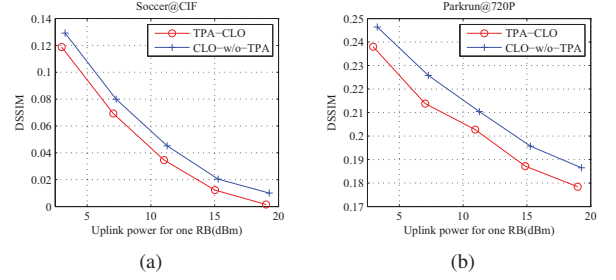 Soccer@CIF
0.14
0.12
0.1
0.08
0.06
0.04
0.02
0
DSSIM
TPA−CLO
CLO−w/o−TPA
5
10
15
20
Uplink power for one RB(dBm)
(a)
Parkrun@720P
0.25
0.24
0.23
0.22
0.21
0.2
0.19
0.18
0.17
DSSIM
TPA−CLO
CLO−w/o−TPA
5
10
15
20
Uplink power for one RB(dBm)
(b)